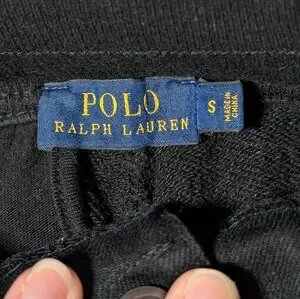 POLO
RALPH LAUREN
S
MADE IN
CHINA